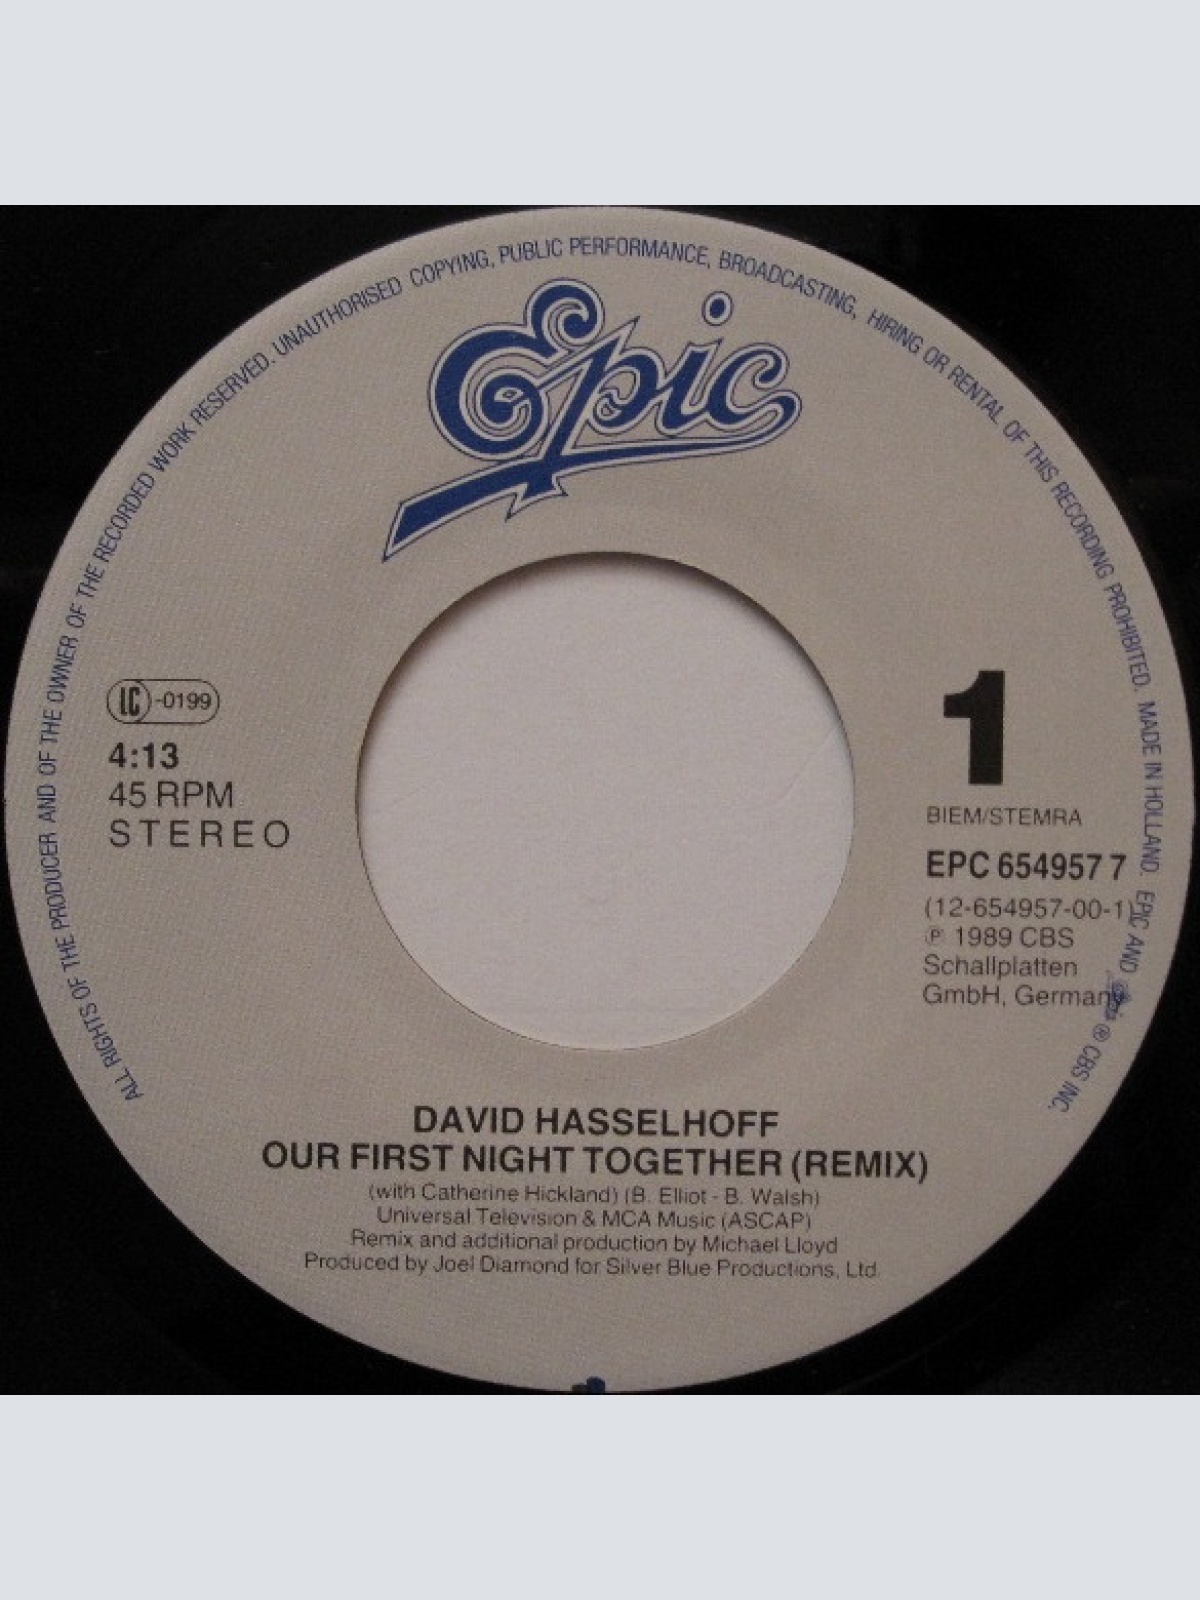 ALL RIGHTS OF THE PRODUCER AND OF THE OWNER OF THE RECORDED WORK RESERVED. UNAUTHORISED COPYING, PUBLIC PERFORMANCE, BROADCASTING, HIRING OR RENTAL OF THIS RECORDING PROHIBITED. MADE IN HOLLAND. EPIC AND ℗ CBS INC.
Epic
LC-0199
4:13
45 RPM
STEREO
1
BIEM/STEMRA
EPC 654957 7
(12-654957-00-1)
℗ 1989 CBS
Schallplatten
GmbH, Germany
DAVID HASSELHOFF
OUR FIRST NIGHT TOGETHER (REMIX)
(with Catherine Hickland) (B. Elliot - B. Walsh)
Universal Television & MCA Music (ASCAP)
Remix and additional production by Michael Lloyd
Produced by Joel Diamond for Silver Blue Productions, Ltd.